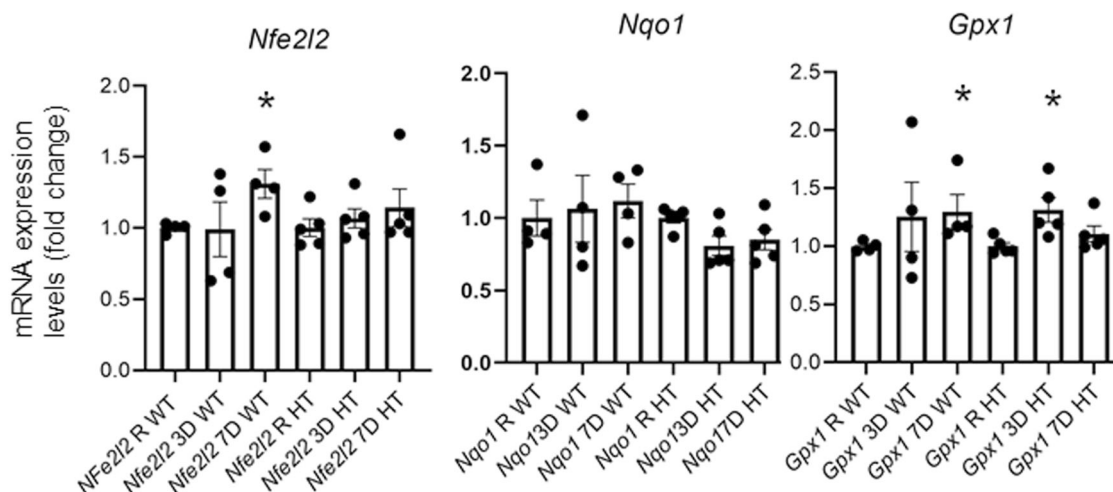 Nfe2l2
Nqo1
Gpx1
mRNA expression
levels (fold change)
2.0
1.5
1.0
0.5
0.0
*
NFe2l2 R WT
Nfe2l2 3D WT
Nfe2l2 7D WT
Nfe2l2 R HT
Nfe2l2 3D HT
Nfe2l2 7D HT
2.0
1.5
1.0
0.5
0.0
Nqo1 R WT
Nqo13D WT
Nqo1 7D WT
Nqo1 R HT
Nqo13D HT
Nqo17D HT
2.5
2.0
1.5
1.0
0.5
0.0
*
*
Gpx1 R WT
Gpx1 3D WT
Gpx1 7D WT
Gpx1 R HT
Gpx1 3D HT
Gpx1 7D HT